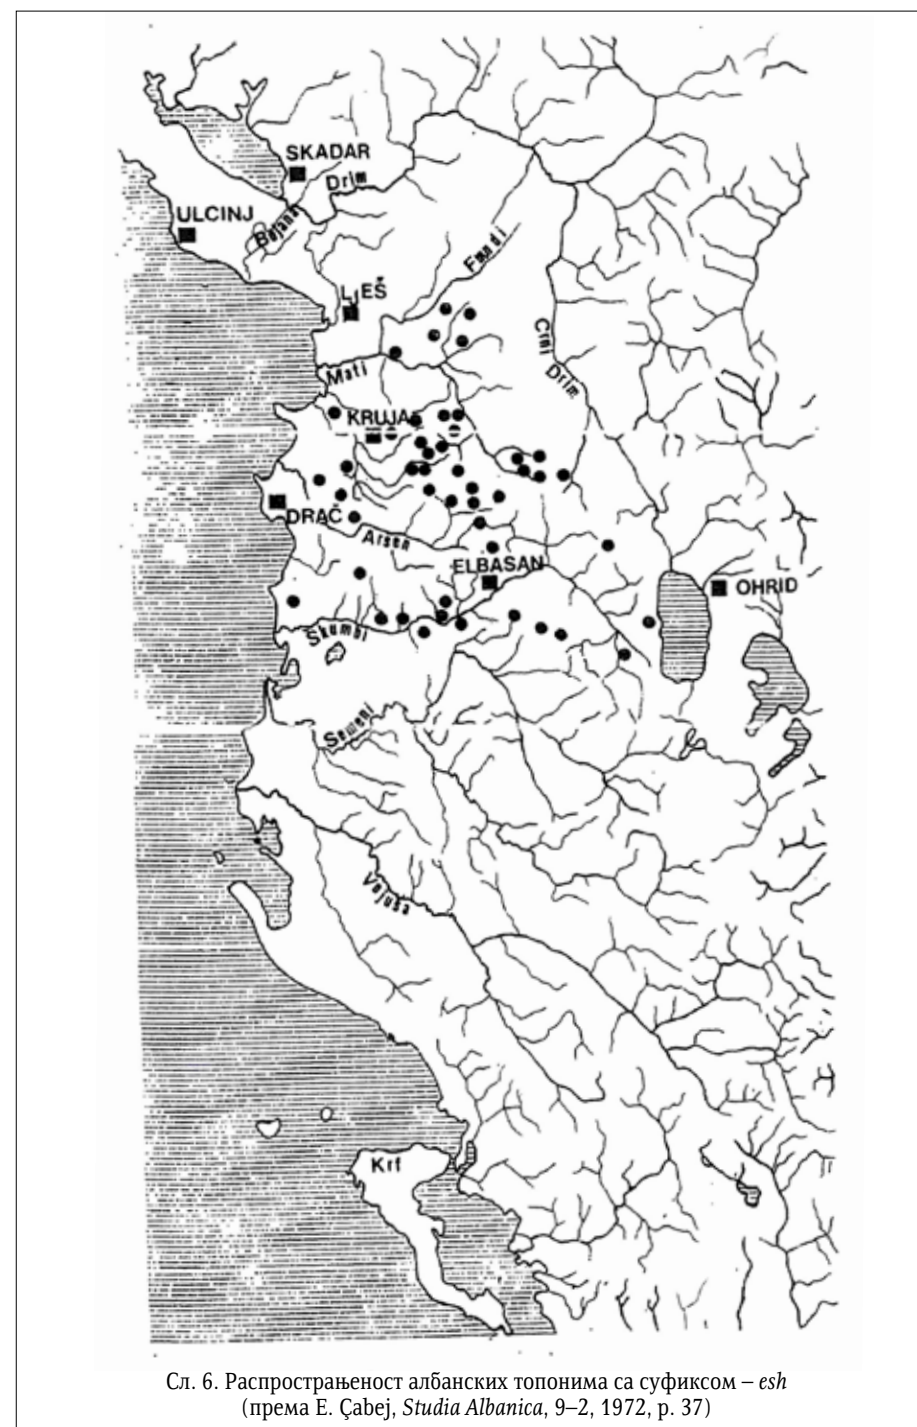 SKADAR
Drim
ULCINJ
Bojana
Fandi
LJEŠ
Crni Drim
Mati
KRUJA
DRAČ
Arsen
ELBASAN
OHRID
Škumbi
Semeni
Vojuša
Krf
Сл. 6. Распрострањеност албанских топонима са суфиксом – esh
(према E. Çabej, Studia Albanica, 9–2, 1972, p. 37)